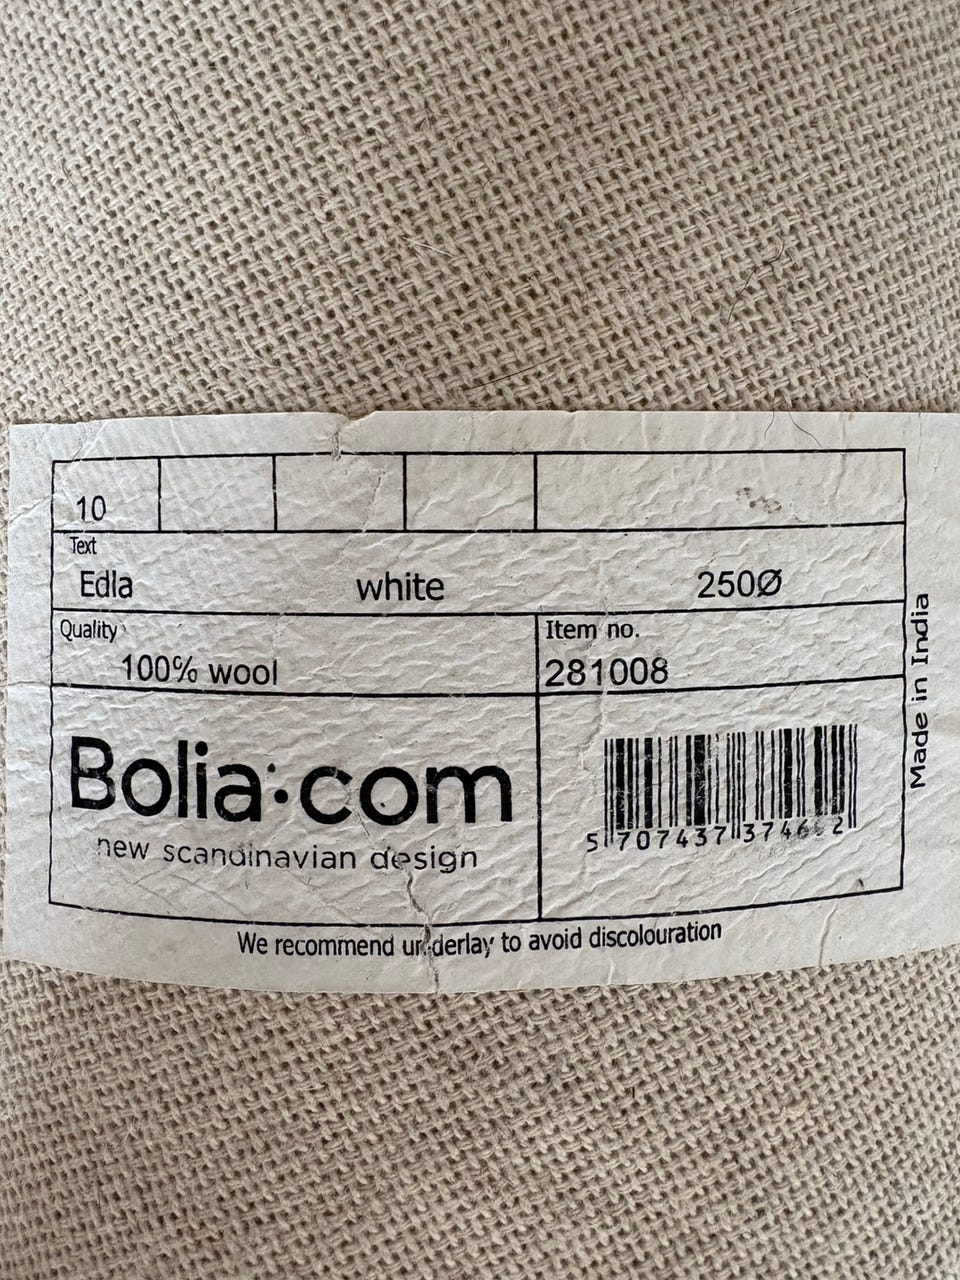 10
Text
Edla white 250Ø
Quality Item no.
100% wool 281008
Bolia.com
new scandinavian design
We recommend underlay to avoid discolouration
Made in India